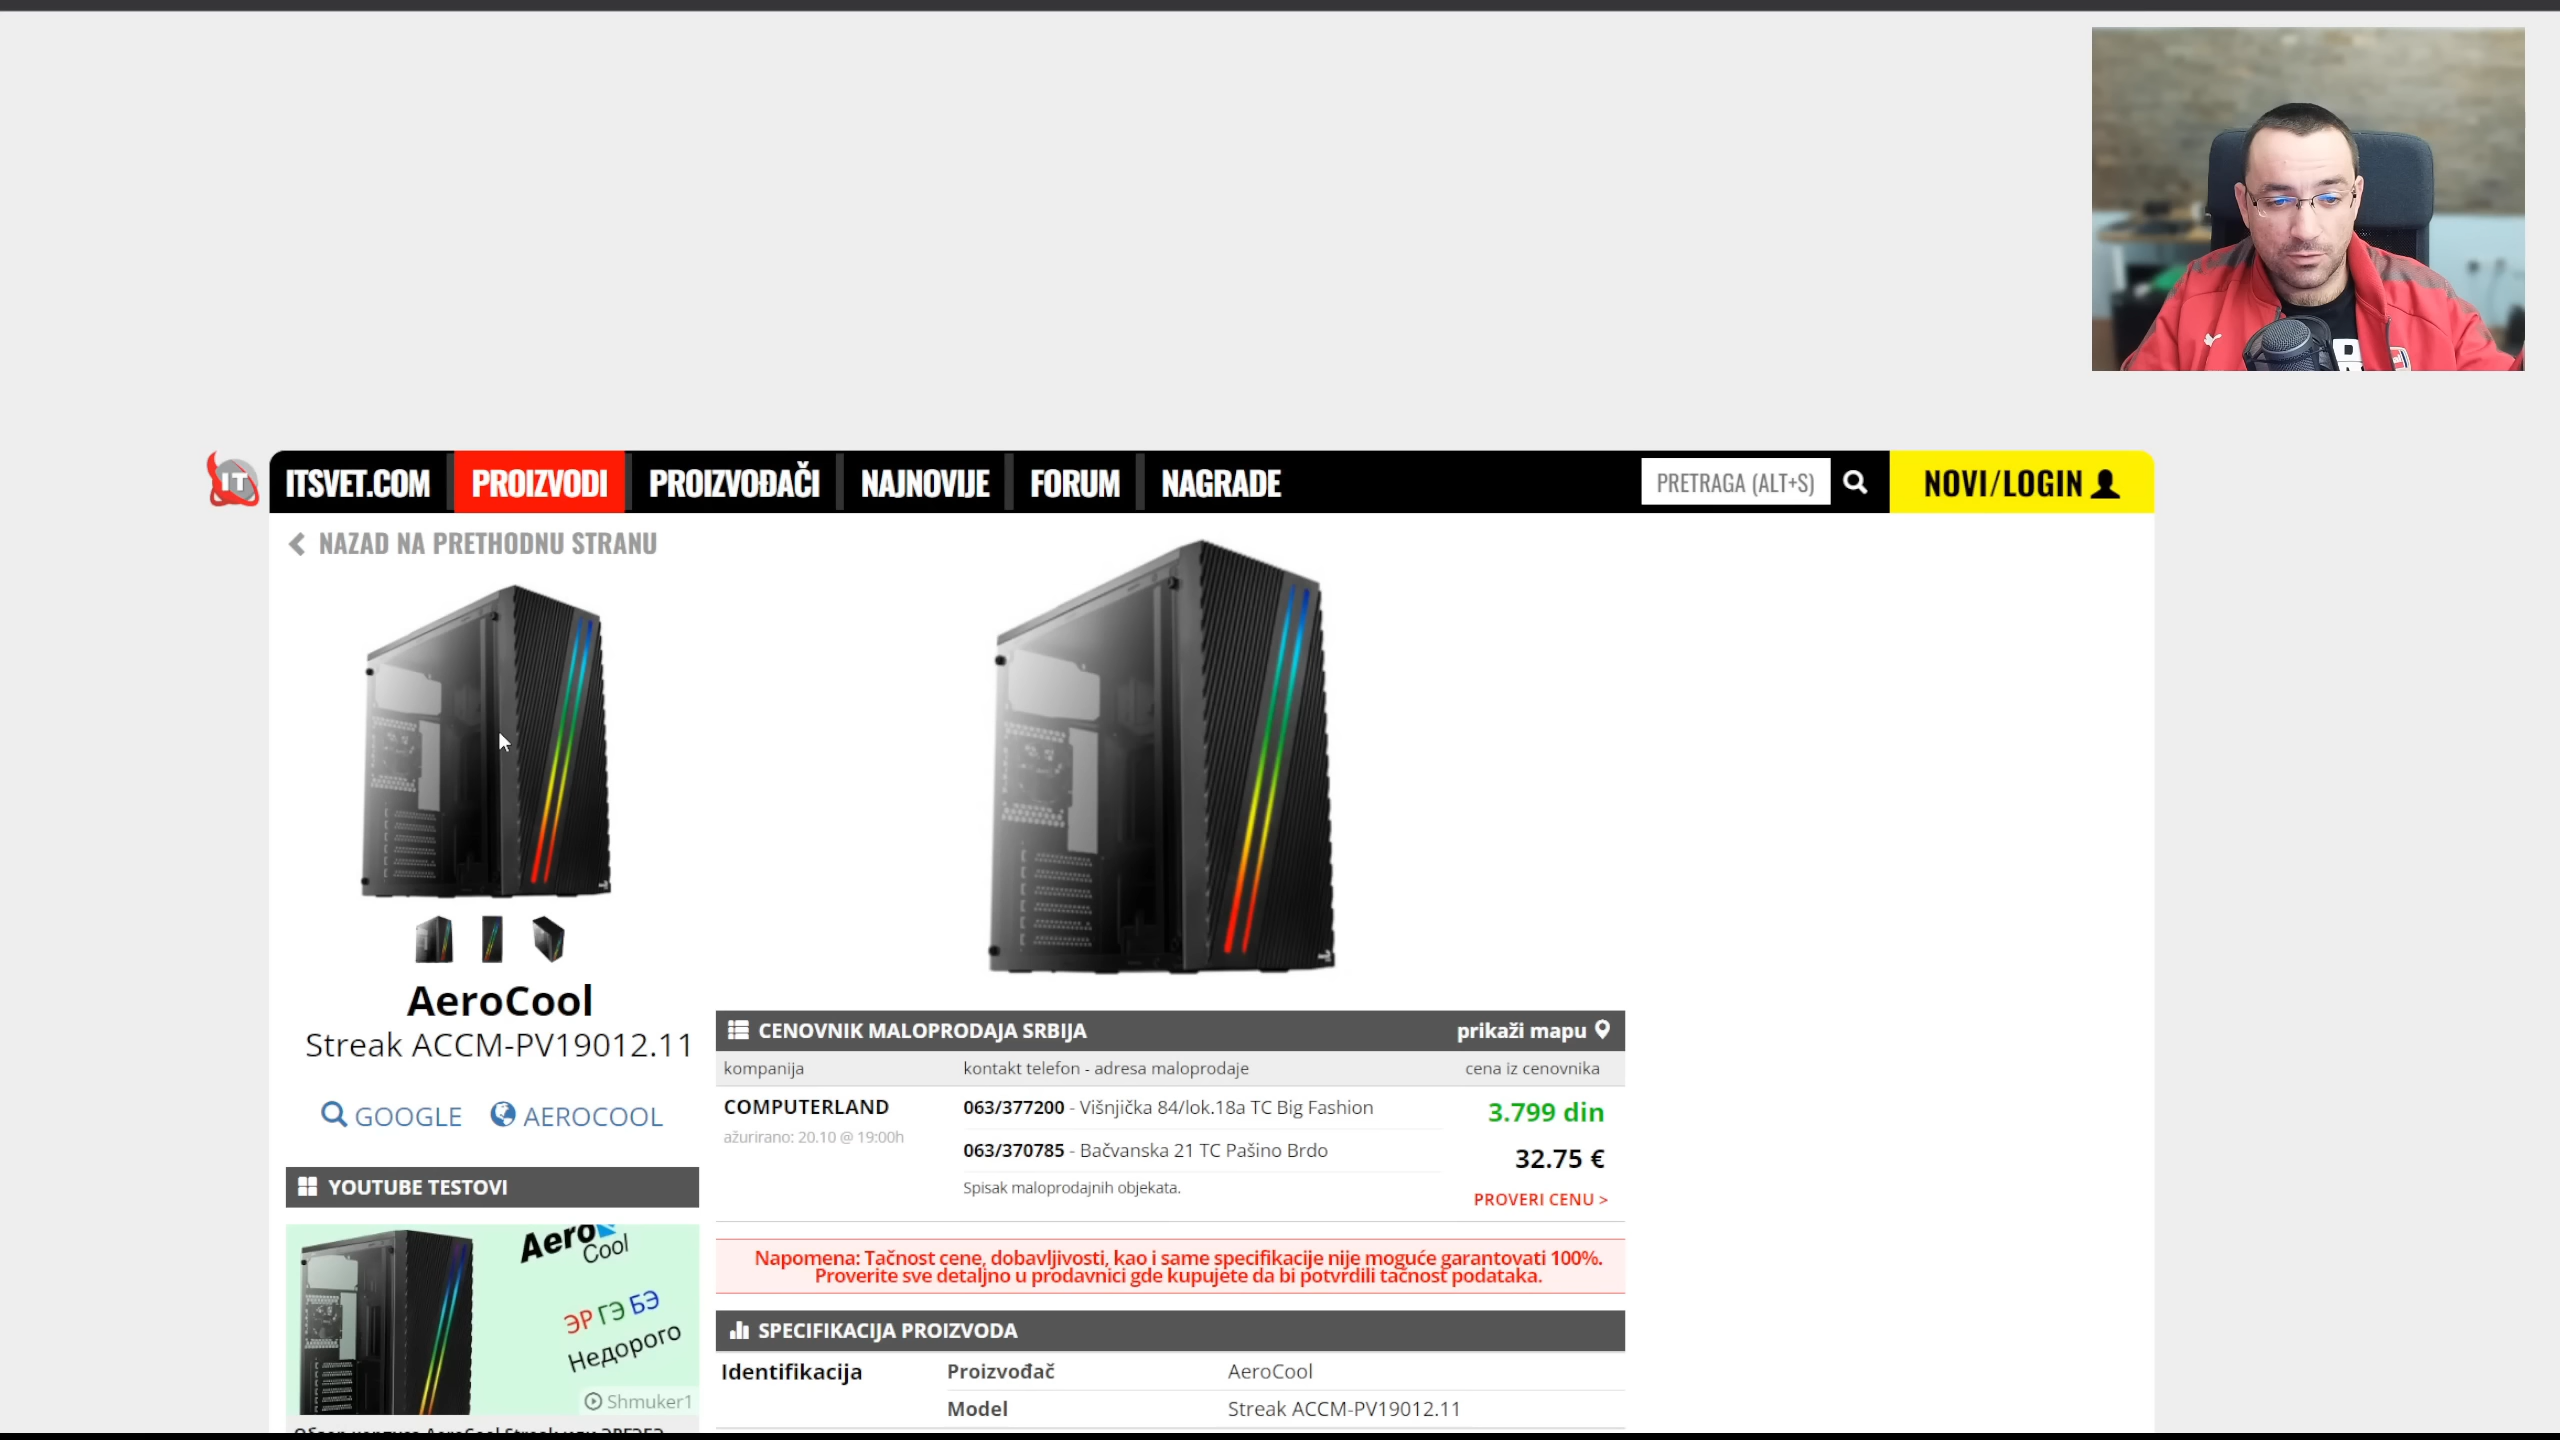 IT
ITSVET.COM
PROIZVODI
PROIZVOĐAČI
NAJNOVIJE
FORUM
NAGRADE
PRETRAGA (ALT+S)
NOVI/LOGIN
NAZAD NA PRETHODNU STRANU
AeroCool
Streak ACCM-PV19012.11
GOOGLE
AEROCOOL
YOUTUBE TESTOVI
Aero
Cool
ЭР ГЭ БЭ
Недорого
Shmuker1
CENOVNIK MALOPRODAJA SRBIJA
prikaži mapu
kompanija
kontakt telefon - adresa maloprodaje
cena iz cenovnika
COMPUTERLAND
ažurirano: 20.10 @ 19:00h
063/377200 - Višnjička 84/lok.18a TC Big Fashion
063/370785 - Bačvanska 21 TC Pašino Brdo
Spisak maloprodajnih objekata.
3.799 din
32.75 €
PROVERI CENU >
Napomena: Tačnost cene, dobavljivosti, kao i same specifikacije nije moguće garantovati 100%.
Proverite sve detaljno u prodavnici gde kupujete da bi potvrdili tačnost podataka.
SPECIFIKACIJA PROIZVODA
Identifikacija
Proizvođač
AeroCool
Model
Streak ACCM-PV19012.11